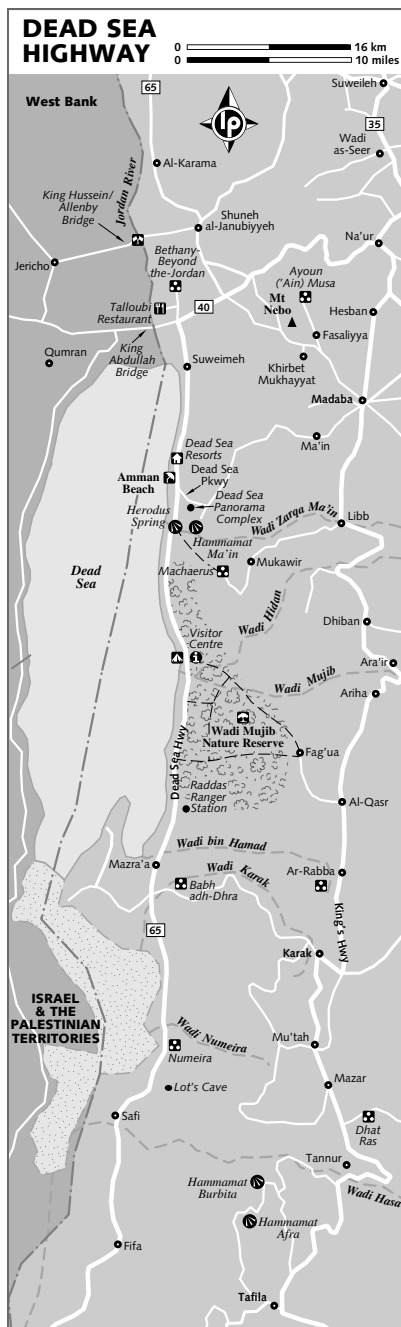 DEAD SEA
HIGHWAY
0 16 km
0 10 miles
65
Suweileh
West Bank
lp
35
Wadi
as-Seer
Al-Karama
Jordan River
King Hussein/
Allenby
Bridge
Shuneh
al-Janubiyyeh
Na'ur
Jericho
Bethany-
Beyond
the-Jordan
Ayoun
('Ain) Musa
Mt
Nebo
Talloubi
Restaurant
40
Hesban
Fasaliyya
Qumran
King
Abdullah
Bridge
Suweimeh
Khirbet
Mukhayyat
Madaba
Ma'in
Dead Sea
Resorts
Amman
Beach
Dead Sea
Pkwy
Dead Sea
Panorama
Complex
Herodus
Spring
Wadi Zarqa Ma'in
Libb
Hammamat
Ma'in
Dead
Sea
Machaerus
Mukawir
Wadi Hidan
Dhiban
Visitor
Centre
Ara'ir
Wadi Mujib
Ariha
Wadi Mujib
Nature Reserve
Dead Sea Hwy
Faq'ua
Raddas
Ranger
Station
Al-Qasr
Wadi bin Hamad
Mazra'a
Wadi Karak
Ar-Rabba
Babh
adh-Dhra
King's Hwy
65
Karak
ISRAEL
& THE
PALESTINIAN
TERRITORIES
Wadi Numeira
Mu'tah
Numeira
Mazar
Lot's Cave
Safi
Dhat
Ras
Tannur
Hammamat
Burbita
Wadi Hasa
Hammamat
Afra
Fifa
Tafila